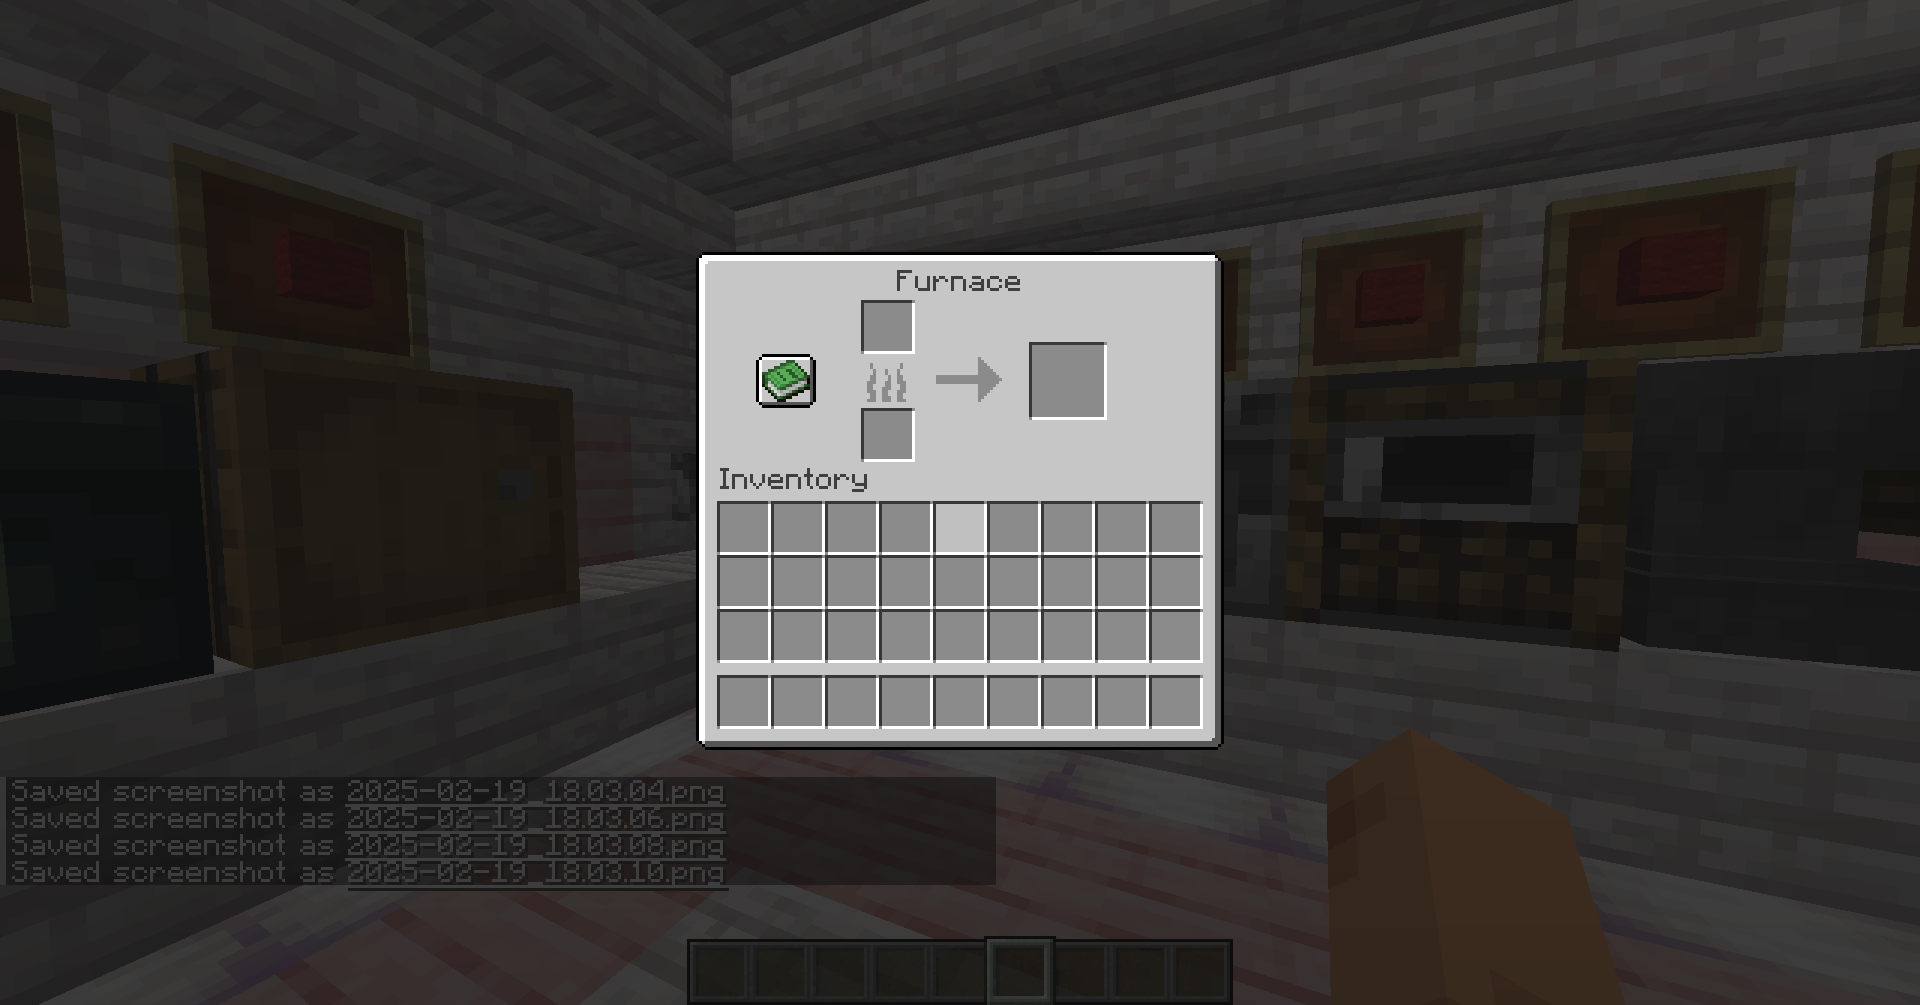 Furnace
Inventory
Saved screenshot as 2025-02-19_18.03.04.png
Saved screenshot as 2025-02-19_18.03.06.png
Saved screenshot as 2025-02-19_18.03.08.png
Saved screenshot as 2025-02-19_18.03.10.png